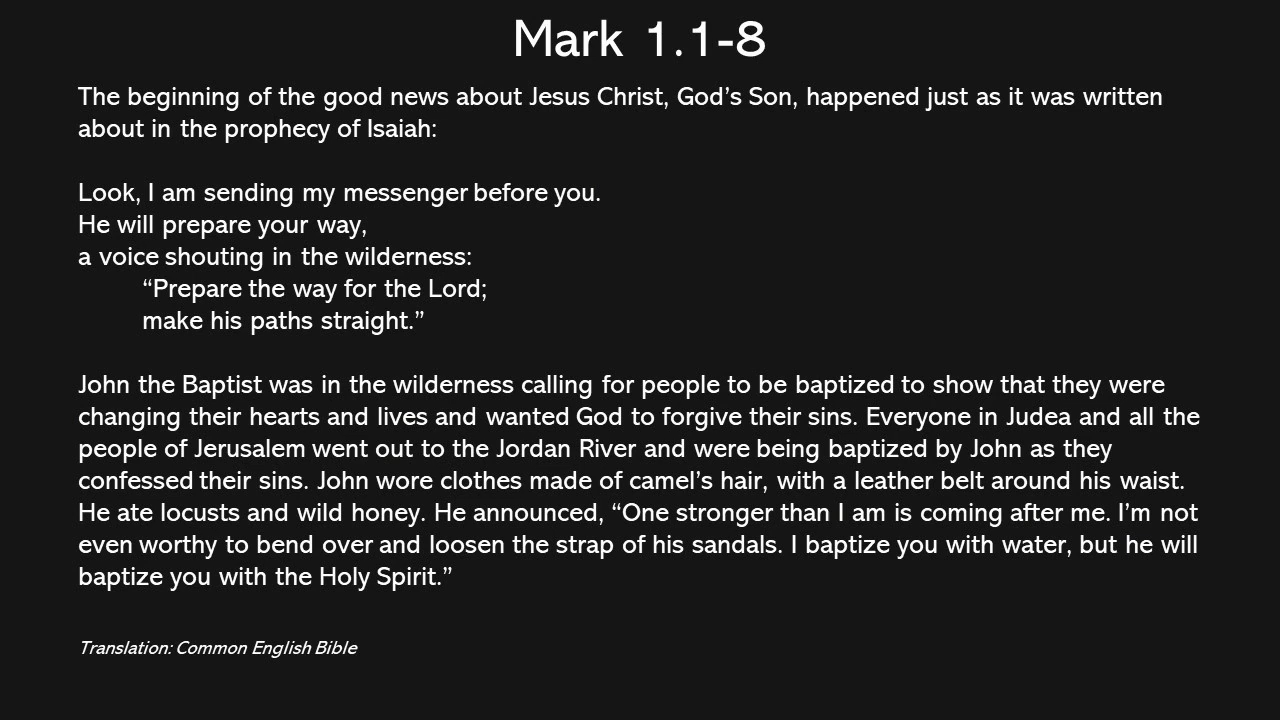 Mark 1.1-8
The beginning of the good news about Jesus Christ, God’s Son, happened just as it was written
about in the prophecy of Isaiah:
Look, I am sending my messenger before you.
He will prepare your way,
a voice shouting in the wilderness:
“Prepare the way for the Lord;
make his paths straight.”
John the Baptist was in the wilderness calling for people to be baptized to show that they were
changing their hearts and lives and wanted God to forgive their sins. Everyone in Judea and all the
people of Jerusalem went out to the Jordan River and were being baptized by John as they
confessed their sins. John wore clothes made of camel’s hair, with a leather belt around his waist.
He ate locusts and wild honey. He announced, “One stronger than I am is coming after me. I’m not
even worthy to bend over and loosen the strap of his sandals. I baptize you with water, but he will
baptize you with the Holy Spirit.”
Translation: Common English Bible